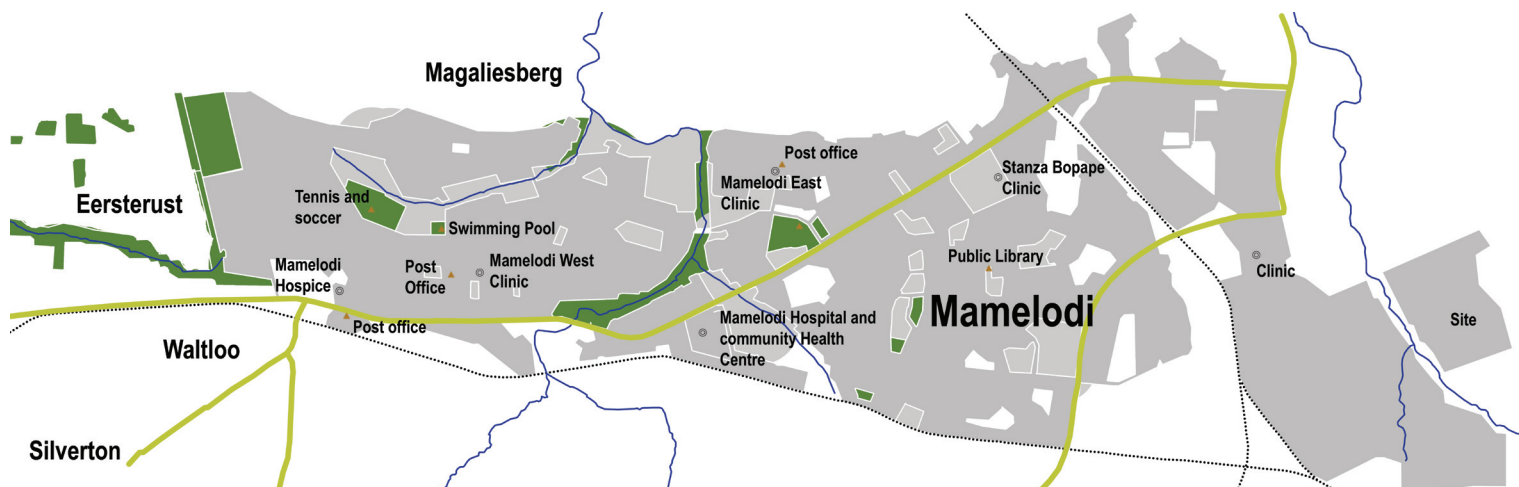 Magaliesberg
Eersterust
Tennis and
soccer
Swimming Pool
Post office
Mamelodi East
Clinic
Stanza Bopape
Clinic
Mamelodi
Hospice
Post
Office
Mamelodi West
Clinic
Public Library
Clinic
Post office
Waltloo
Mamelodi Hospital and
community Health
Centre
Mamelodi
Site
Silverton